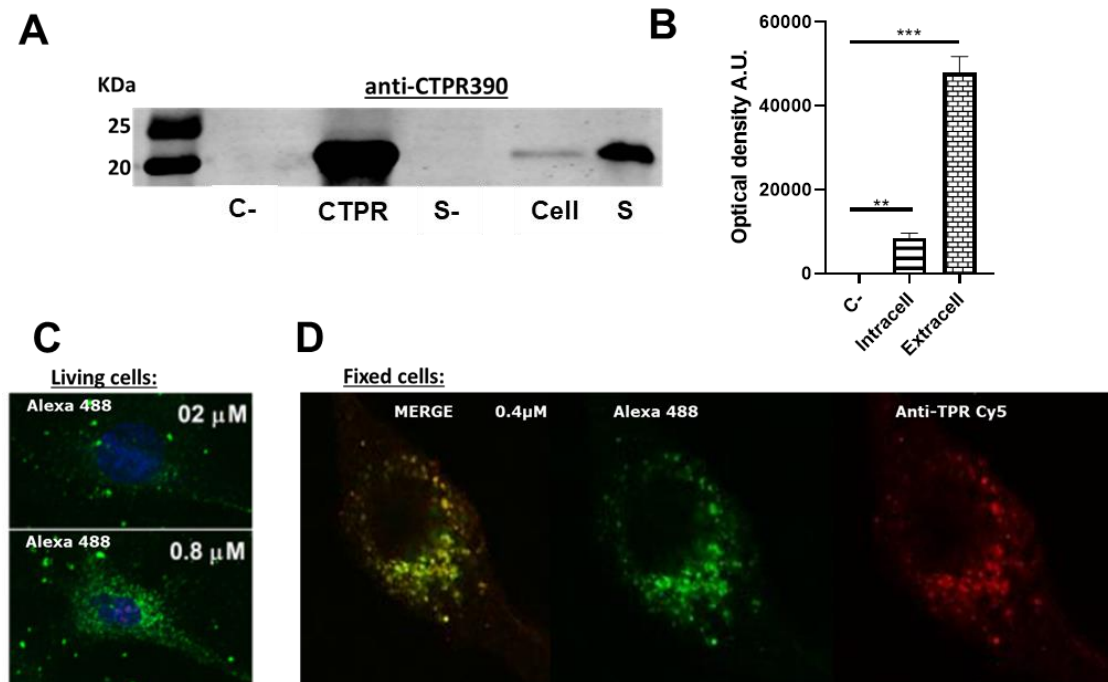 A
KDa
anti-CTPR390
25
20
C-
CTPR
S-
Cell
S
B
Optical density A.U.
60000
40000
20000
0
***
**
C-
Intracell
Extracell
C
Living cells:
Alexa 488
02 μM
Alexa 488
0.8 μM
D
Fixed cells:
MERGE
0.4μM
Alexa 488
Anti-TPR Cy5